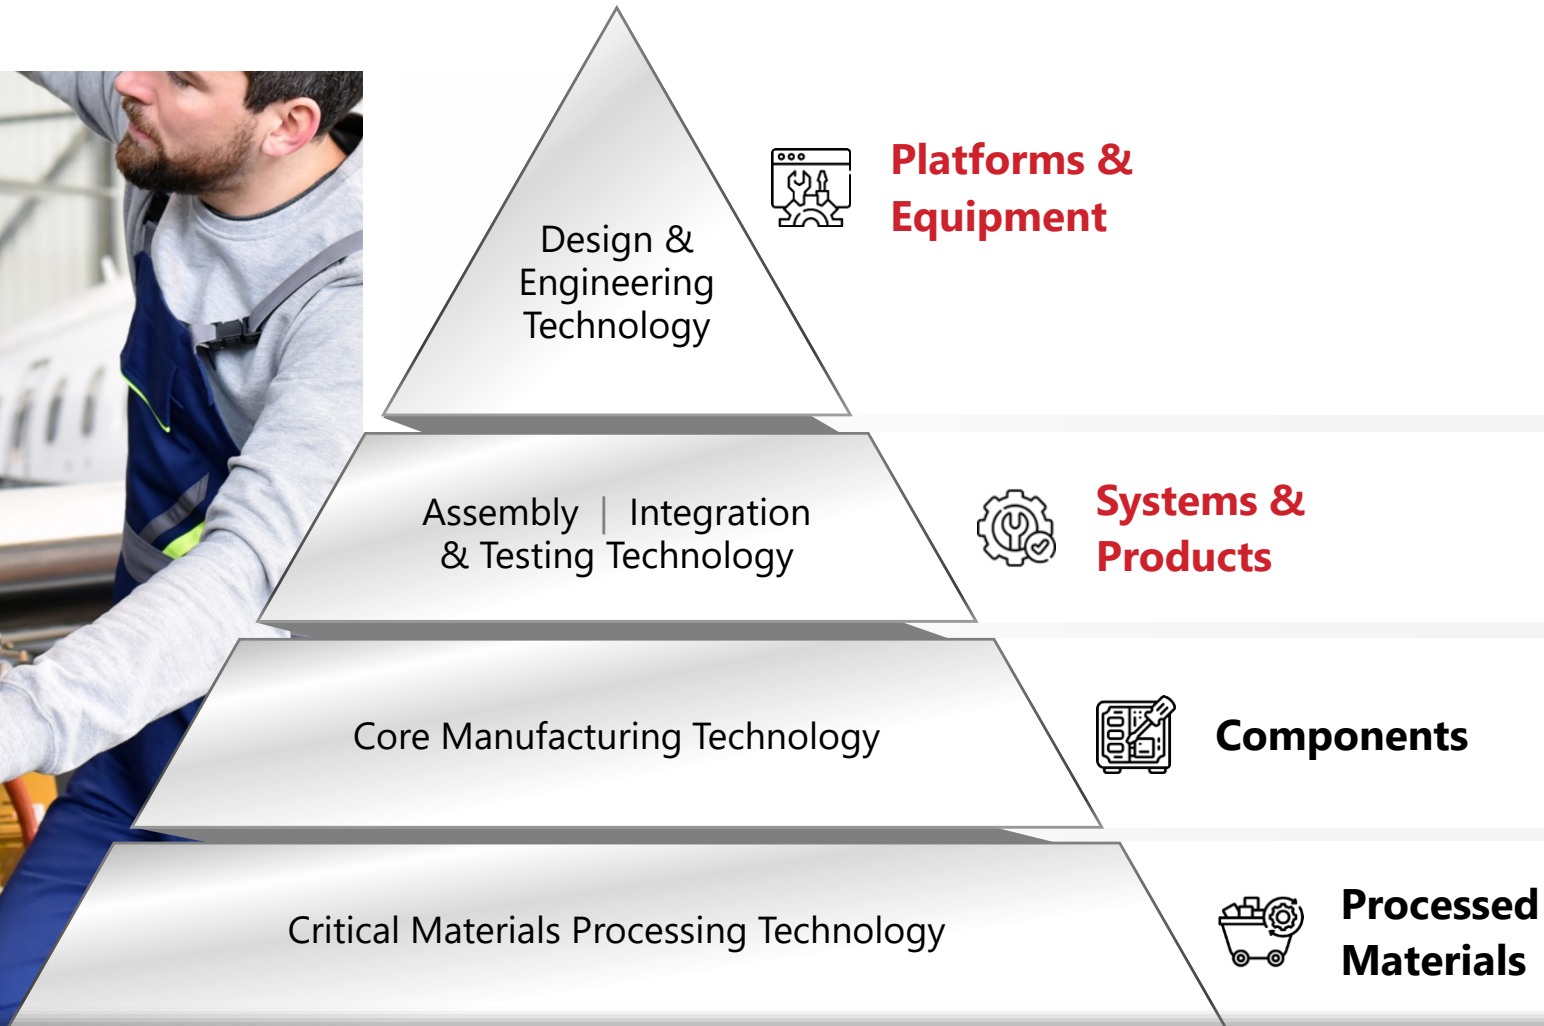 Design &
Engineering
Technology
Platforms &
Equipment
Assembly | Integration
& Testing Technology
Systems &
Products
Core Manufacturing Technology
Components
Critical Materials Processing Technology
Processed
Materials